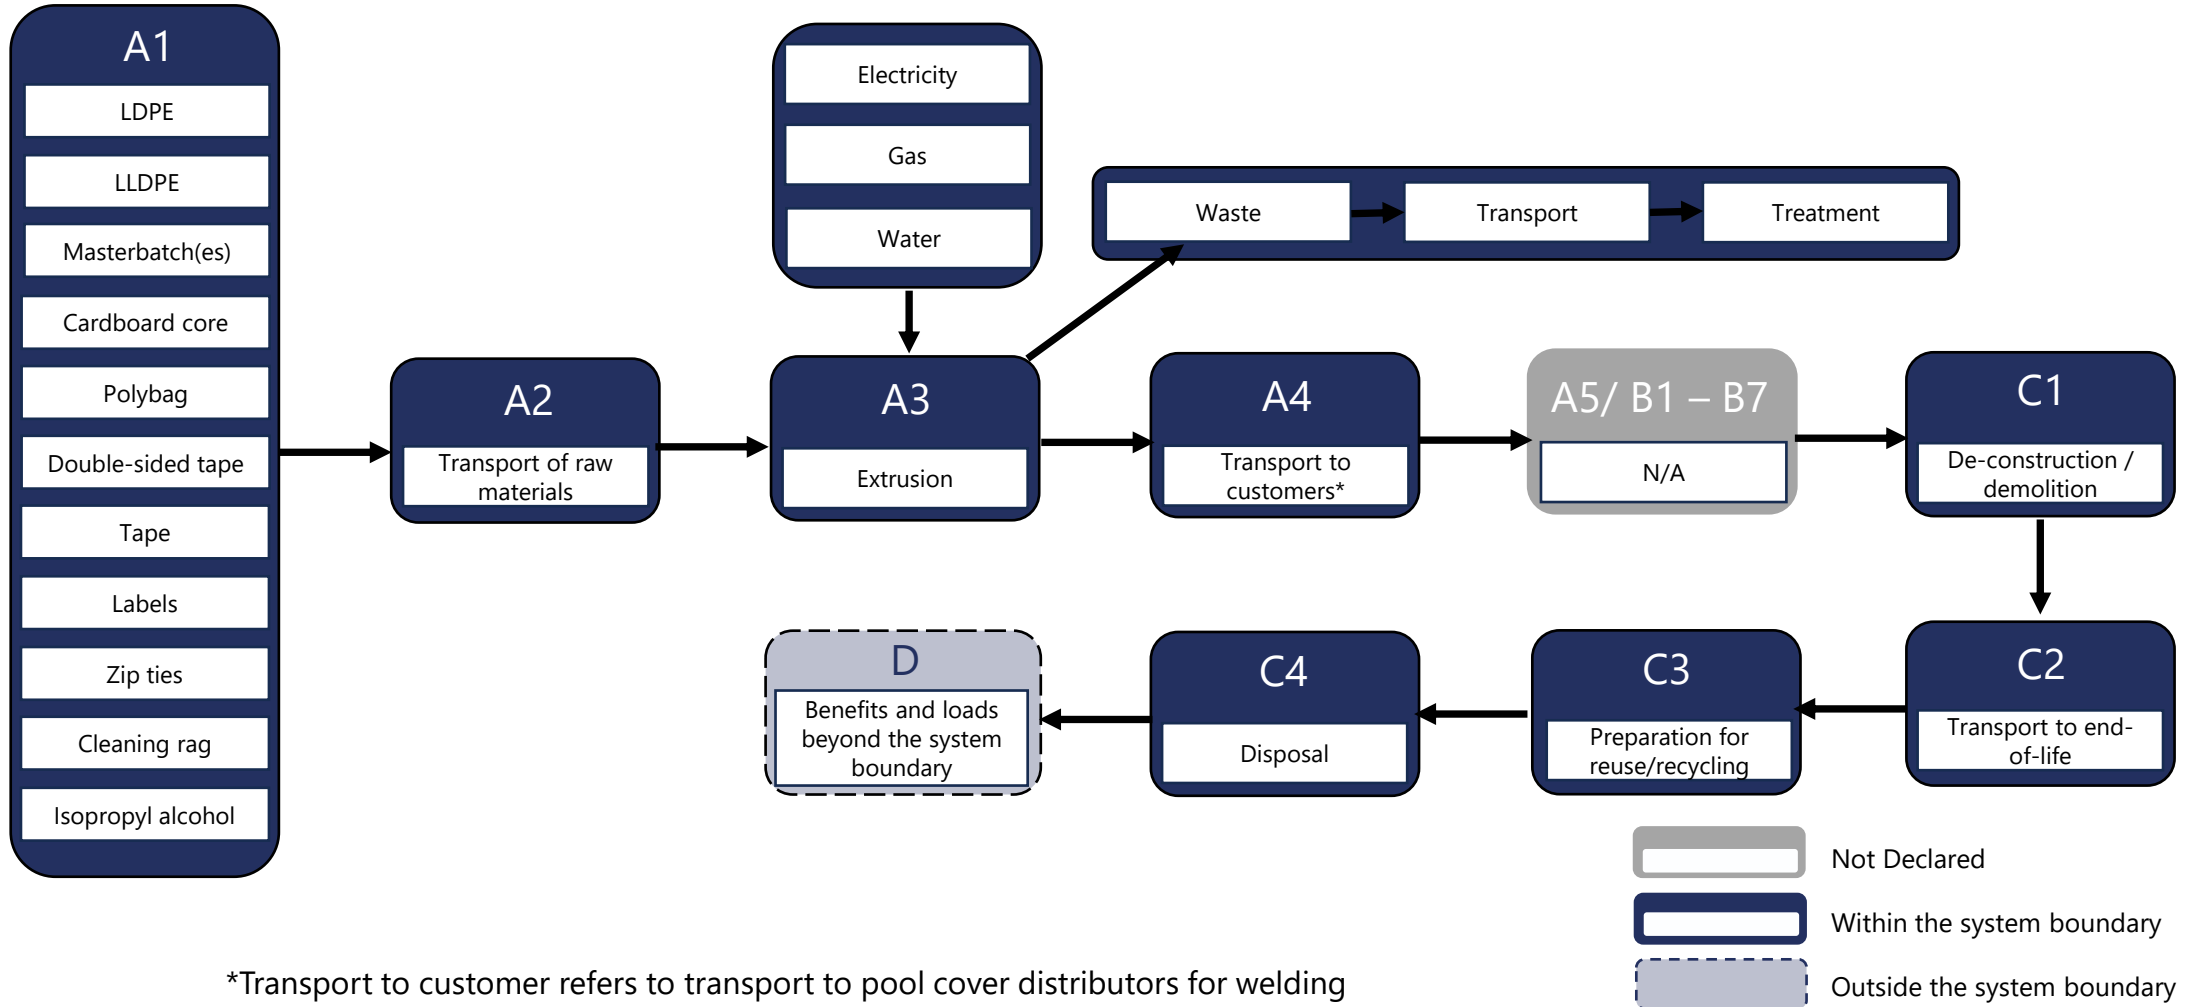 A1
LDPE
LLDPE
Masterbatch(es)
Cardboard core
Polybag
Double-sided tape
Tape
Labels
Zip ties
Cleaning rag
Isopropyl alcohol
A2
Transport of raw
materials
Electricity
Gas
Water
A3
Extrusion
Waste
Transport
Treatment
A4
Transport to
customers*
A5/ B1 – B7
N/A
C1
De-construction /
demolition
C2
Transport to end-
of-life
C3
Preparation for
reuse/recycling
C4
Disposal
D
Benefits and loads
beyond the system
boundary
Not Declared
Within the system boundary
Outside the system boundary
*Transport to customer refers to transport to pool cover distributors for welding